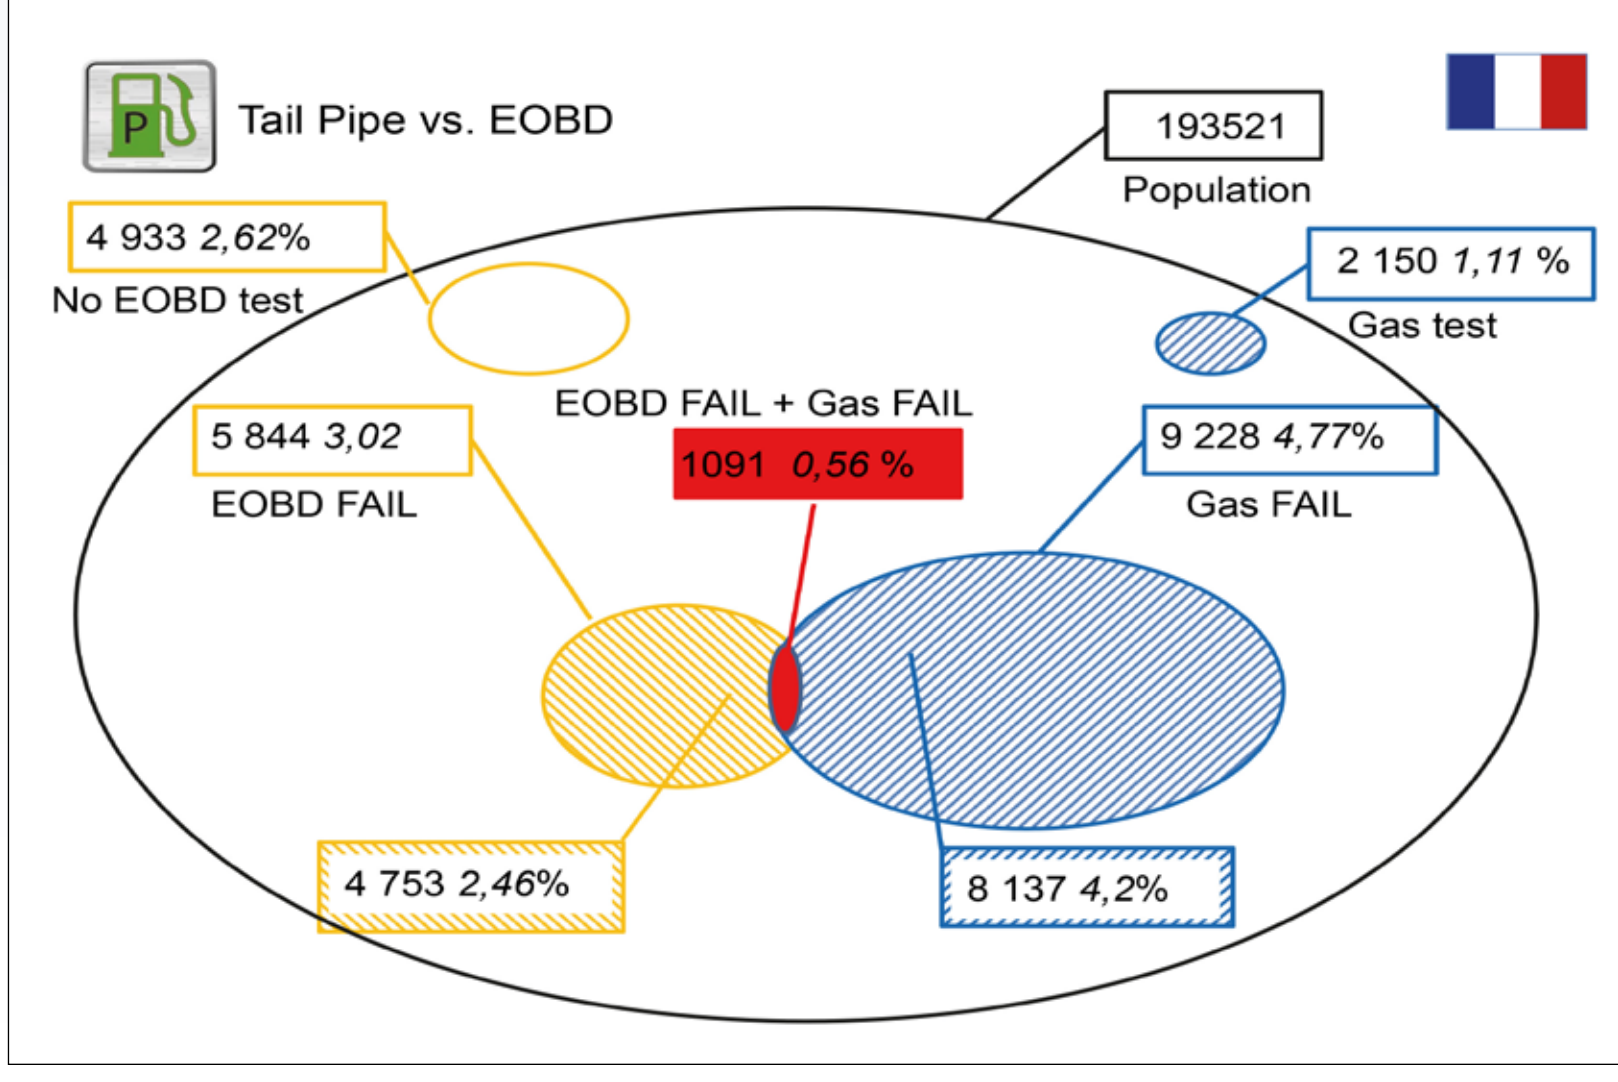 P
Tail Pipe vs. EOBD
193521
Population
4 933 2,62%
No EOBD test
2 150 1,11 %
Gas test
EOBD FAIL + Gas FAIL
5 844 3,02
EOBD FAIL
1091 0,56 %
9 228 4,77%
Gas FAIL
4 753 2,46%
8 137 4,2%